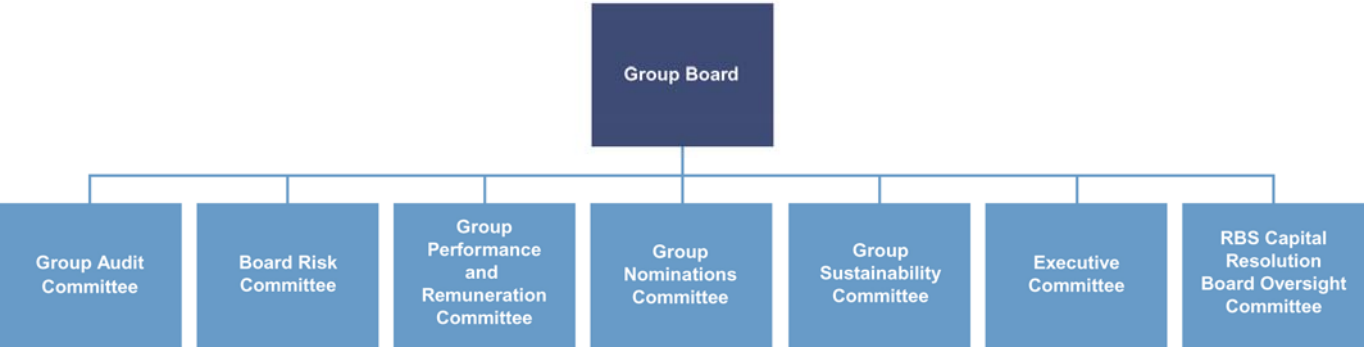 Group Board
Group Audit
Committee
Board Risk
Committee
Group
Performance
and
Remuneration
Committee
Group
Nominations
Committee
Group
Sustainability
Committee
Executive
Committee
RBS Capital
Resolution
Board Oversight
Committee